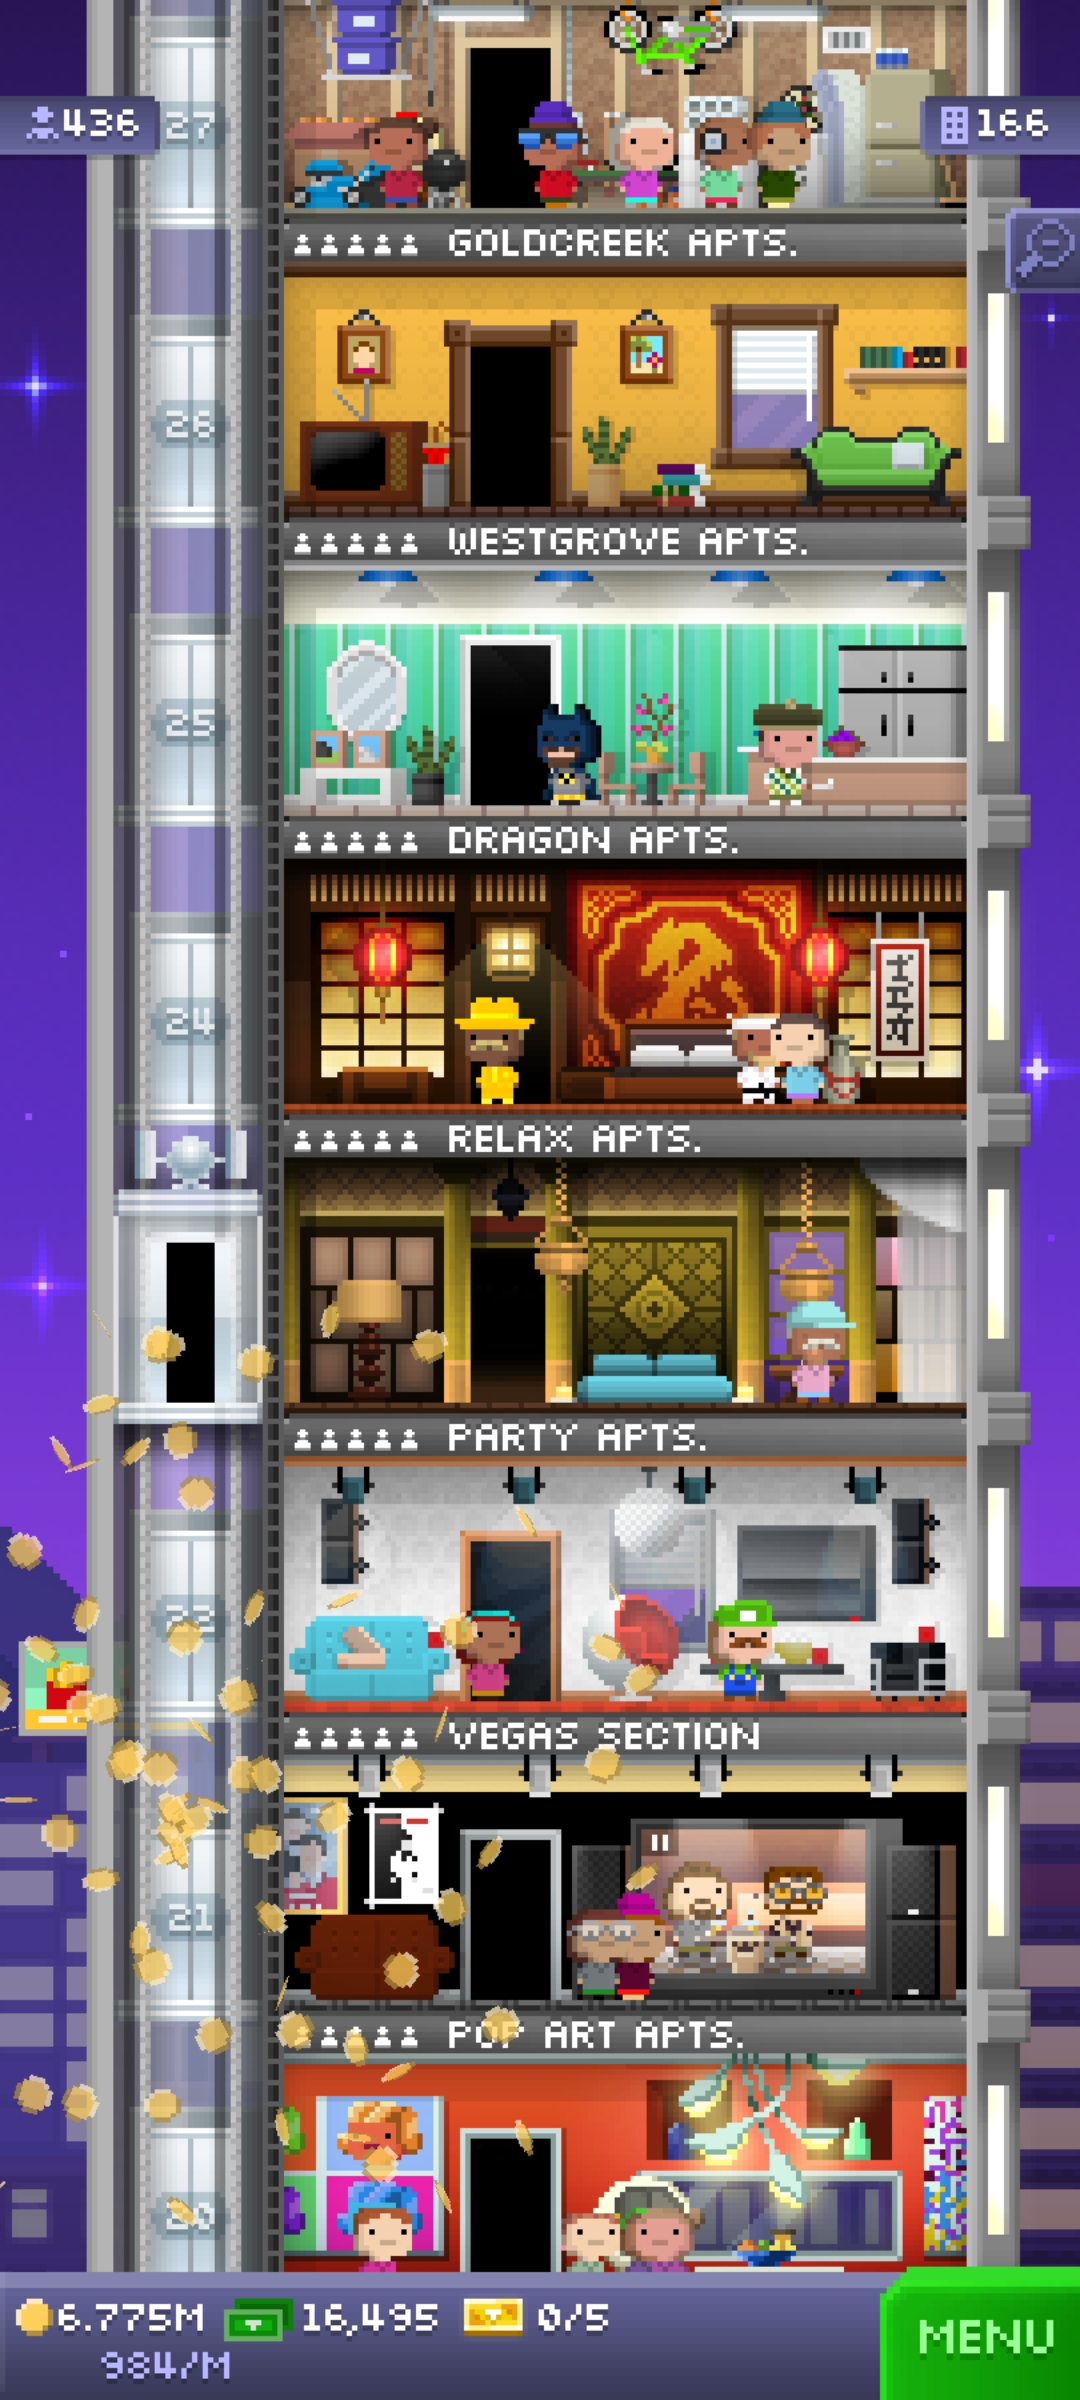 436
27
166
GOLDCREEK APTS.
26
WESTGROVE APTS.
25
DRAGON APTS.
24
RELAX APTS.
PARTY APTS.
22
VEGAS SECTION
21
POP ART APTS.
20
6.775M
16,495
0/5
984/M
MENU